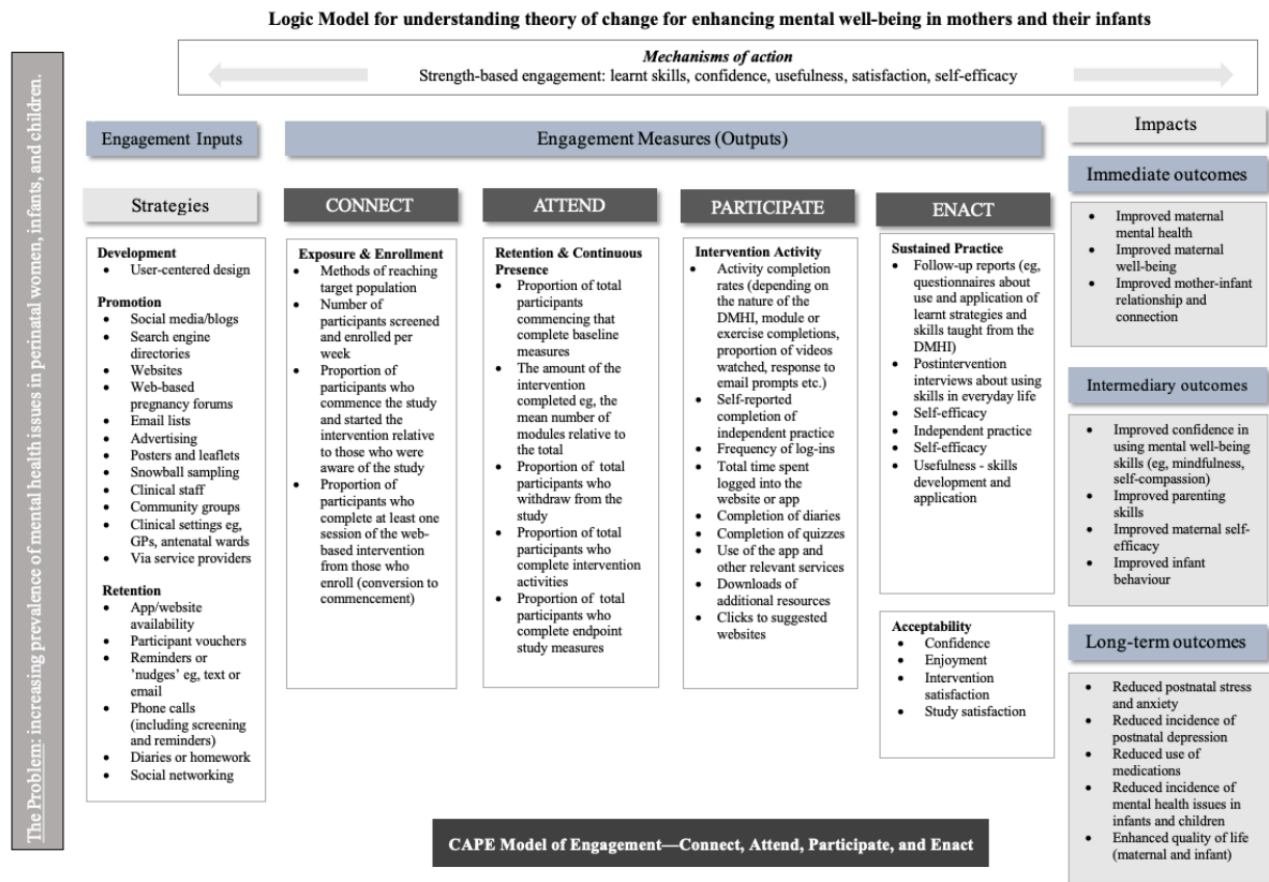 Logic Model for understanding theory of change for enhancing mental well-being in mothers and their infants
Mechanisms of action
Strength-based engagement: learnt skills, confidence, usefulness, satisfaction, self-efficacy
The Problem: increasing prevalence of mental health issues in perinatal women, infants, and children.
Engagement Inputs
Engagement Measures (Outputs)
Impacts
Strategies
Development
• User-centered design
Promotion
• Social media/blogs
• Search engine
directories
• Websites
• Web-based
pregnancy forums
• Email lists
• Advertising
• Posters and leaflets
• Snowball sampling
• Clinical staff
• Community groups
• Clinical settings eg,
GPs, antenatal wards
• Via service providers
Retention
• App/website
availability
• Participant vouchers
• Reminders or
'nudges' eg, text or
email
• Phone calls
(including screening
and reminders)
• Diaries or homework
• Social networking
CONNECT
Exposure & Enrollment
• Methods of reaching
target population
• Number of
participants screened
and enrolled per
week
• Proportion of
participants who
commence the study
and started the
intervention relative
to those who were
aware of the study
• Proportion of
participants who
complete at least one
session of the web-
based intervention
from those who
enroll (conversion to
commencement)
ATTEND
Retention & Continuous
Presence
• Proportion of total
participants
commencing that
complete baseline
measures
• The amount of the
intervention
completed eg, the
mean number of
modules relative to
the total
• Proportion of total
participants who
withdraw from the
study
• Proportion of total
participants who
complete intervention
activities
• Proportion of total
participants who
complete endpoint
study measures
PARTICIPATE
Intervention Activity
• Activity completion
rates (depending on
the nature of the
DMHI, module or
exercise completions,
proportion of videos
watched, response to
email prompts etc.)
• Self-reported
completion of
independent practice
• Frequency of log-ins
• Total time spent
logged into the
website or app
• Completion of diaries
• Completion of quizzes
• Use of the app and
other relevant services
• Downloads of
additional resources
• Clicks to suggested
websites
ENACT
Sustained Practice
• Follow-up reports (eg,
questionnaires about
use and application of
learnt strategies and
skills taught from the
DMHI)
• Postintervention
interviews about using
skills in everyday life
• Self-efficacy
• Independent practice
• Self-efficacy
• Usefulness - skills
development and
application
Acceptability
• Confidence
• Enjoyment
• Intervention
satisfaction
• Study satisfaction
Immediate outcomes
• Improved maternal
mental health
• Improved maternal
well-being
• Improved mother-infant
relationship and
connection
Intermediary outcomes
• Improved confidence in
using mental well-being
skills (eg, mindfulness,
self-compassion)
• Improved parenting
skills
• Improved maternal self-
efficacy
• Improved infant
behaviour
Long-term outcomes
• Reduced postnatal stress
and anxiety
• Reduced incidence of
postnatal depression
• Reduced use of
medications
• Reduced incidence of
mental health issues in
infants and children
• Enhanced quality of life
(maternal and infant)
CAPE Model of Engagement—Connect, Attend, Participate, and Enact